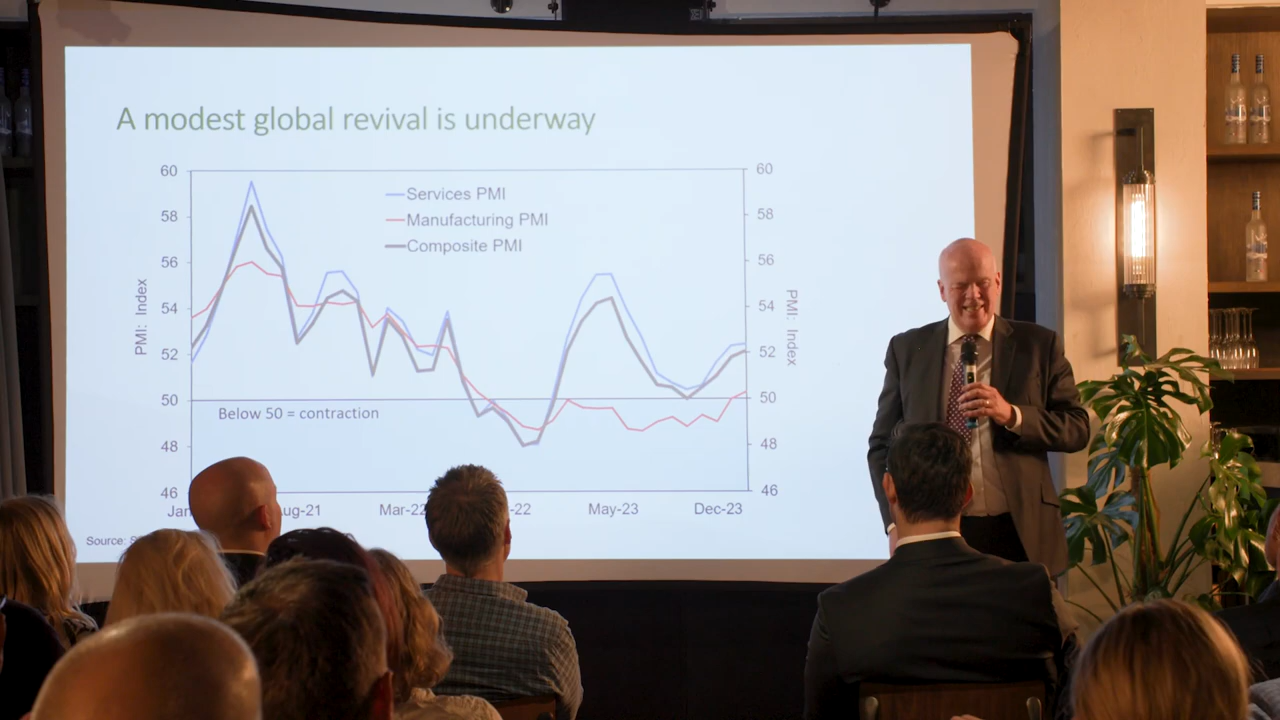 A modest global revival is underway
60
58
56
54
52
50
48
46
60
58
56
54
52
50
48
46
PMI: Index
PMI: Index
Services PMI
Manufacturing PMI
Composite PMI
Below 50 = contraction
Mar-22
May-23
Dec-23
Source: